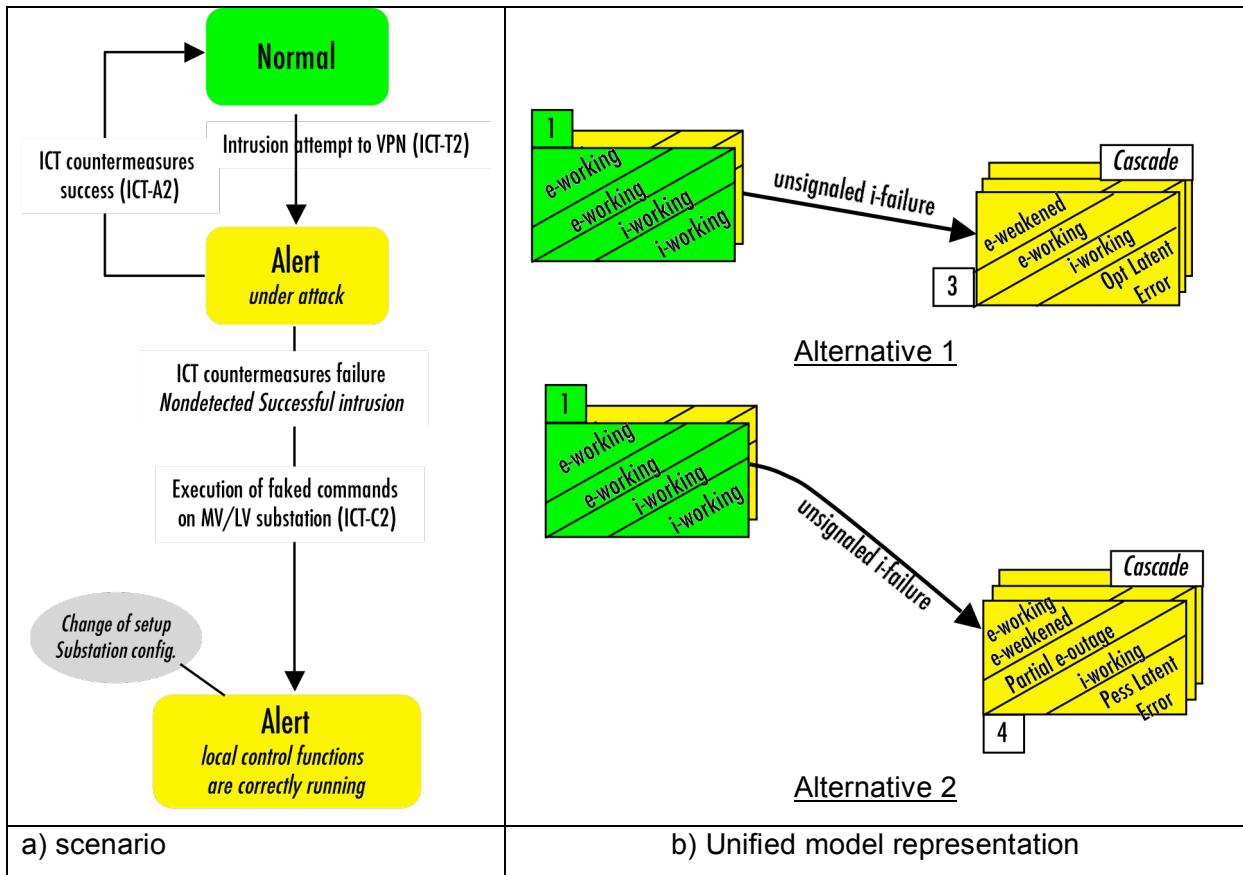 Normal
Intrusion attempt to VPN (ICT-T2)
ICT countermeasures
success (ICT-A2)
Alert
under attack
ICT countermeasures failure
Nondetected Successful intrusion
Execution of faked commands
on MV/LV substation (ICT-C2)
Change of setup
Substation config.
Alert
local control functions
are correctly running
a) scenario
1
e-working
e-working
i-working
i-working
unsignaled i-failure
Cascade
e-weakened
e-working
i-working
Opt Latent
Error
3
Alternative 1
1
e-working
e-working
i-working
i-working
unsignaled i-failure
Cascade
e-working
e-weakened
Partial e-outage
i-working
Pess Latent
Error
4
Alternative 2
b) Unified model representation